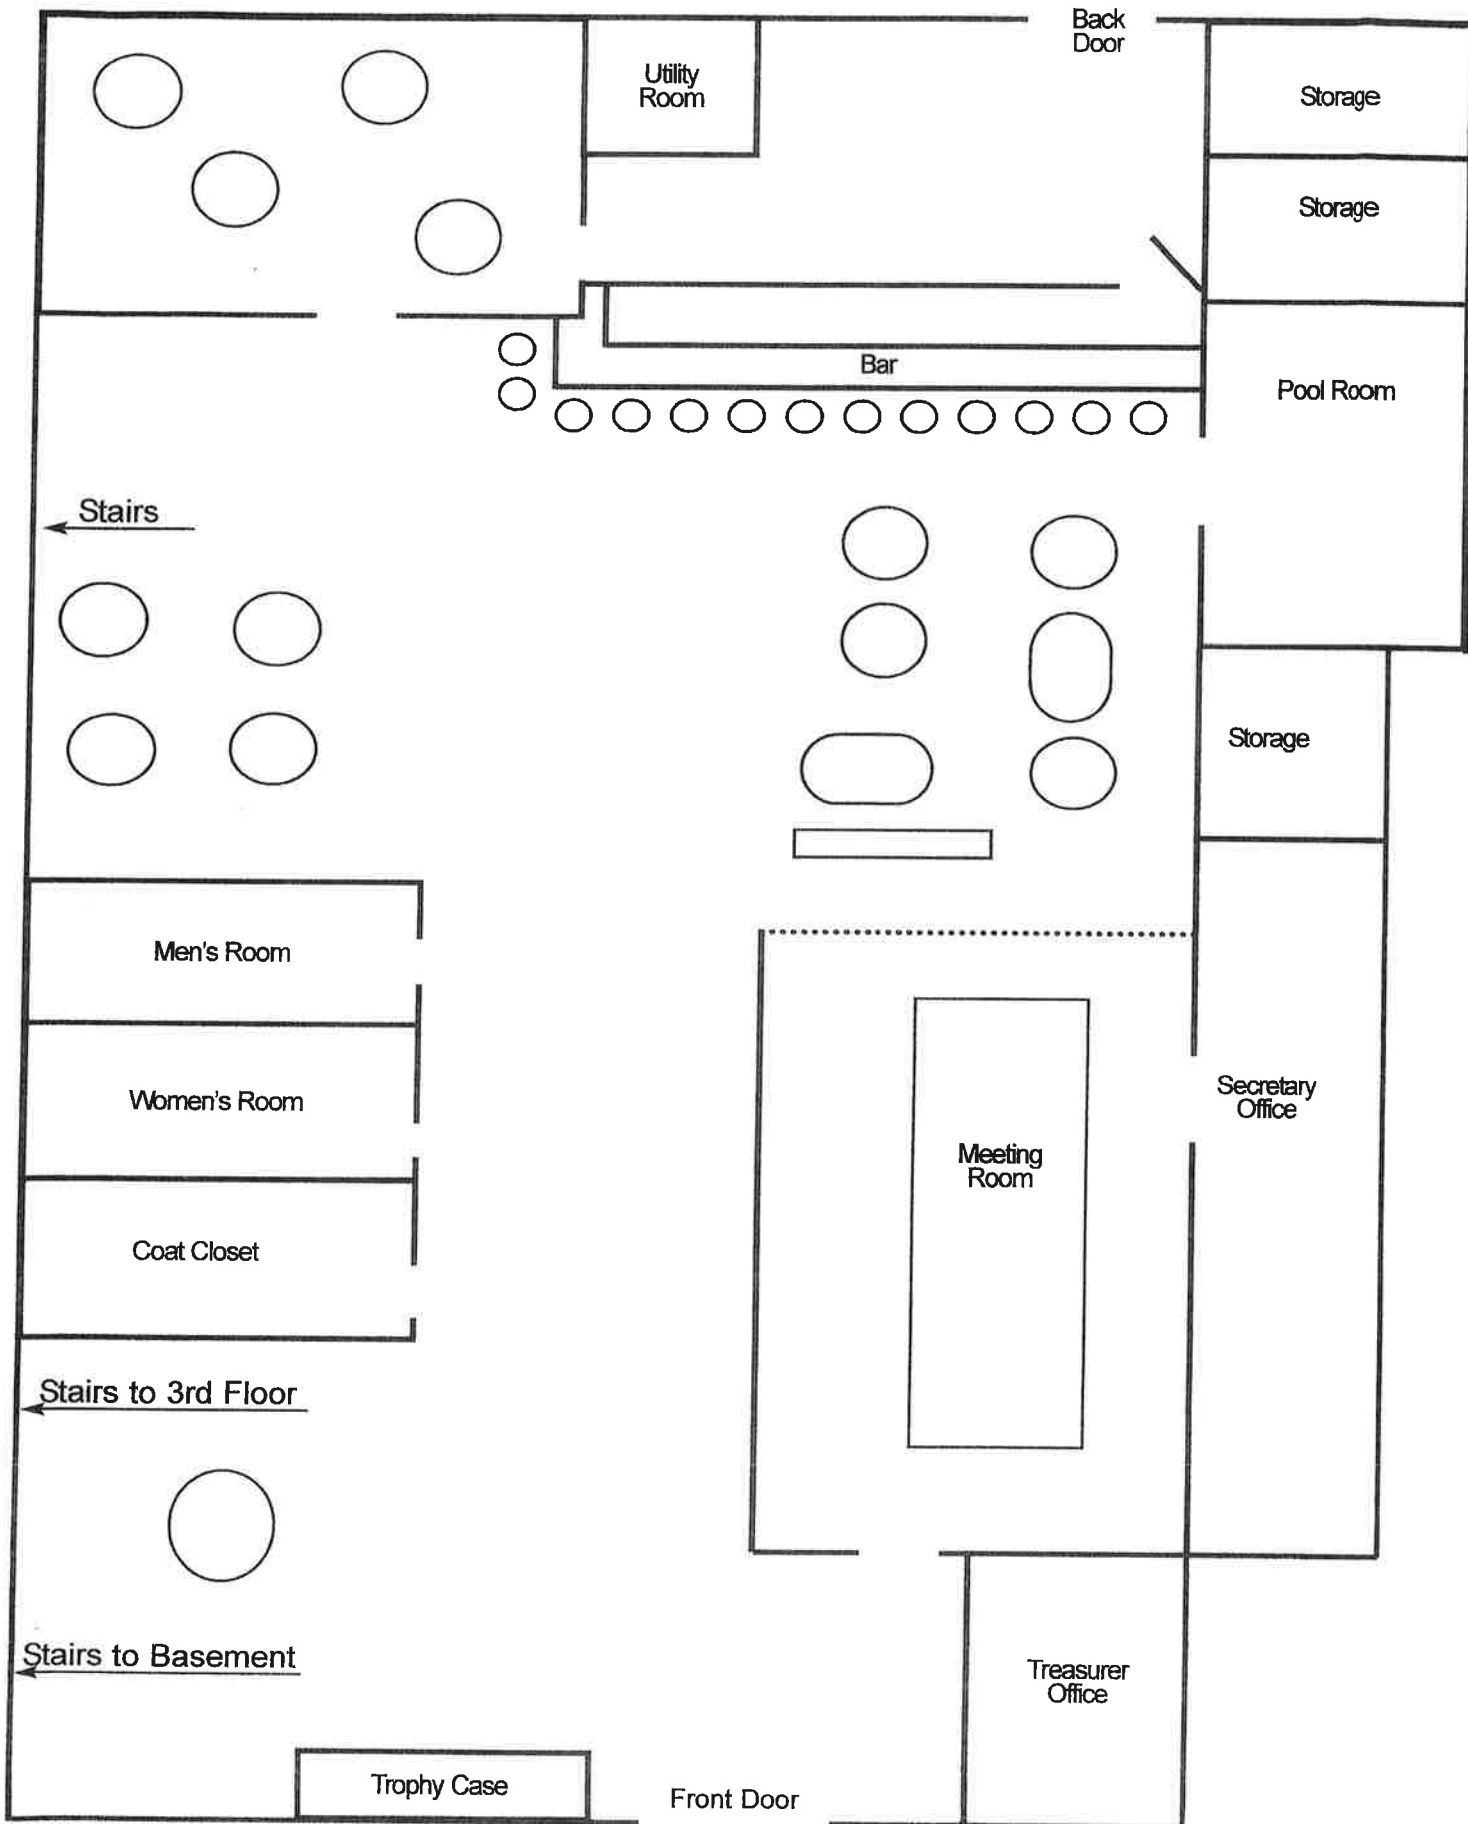 Back
Door
Utility
Room
Storage
Storage
Bar
Pool Room
Stairs
Storage
Men's Room
Women's Room
Secretary
Office
Meeting
Room
Coat Closet
Stairs to 3rd Floor
Stairs to Basement
Treasurer
Office
Trophy Case
Front Door